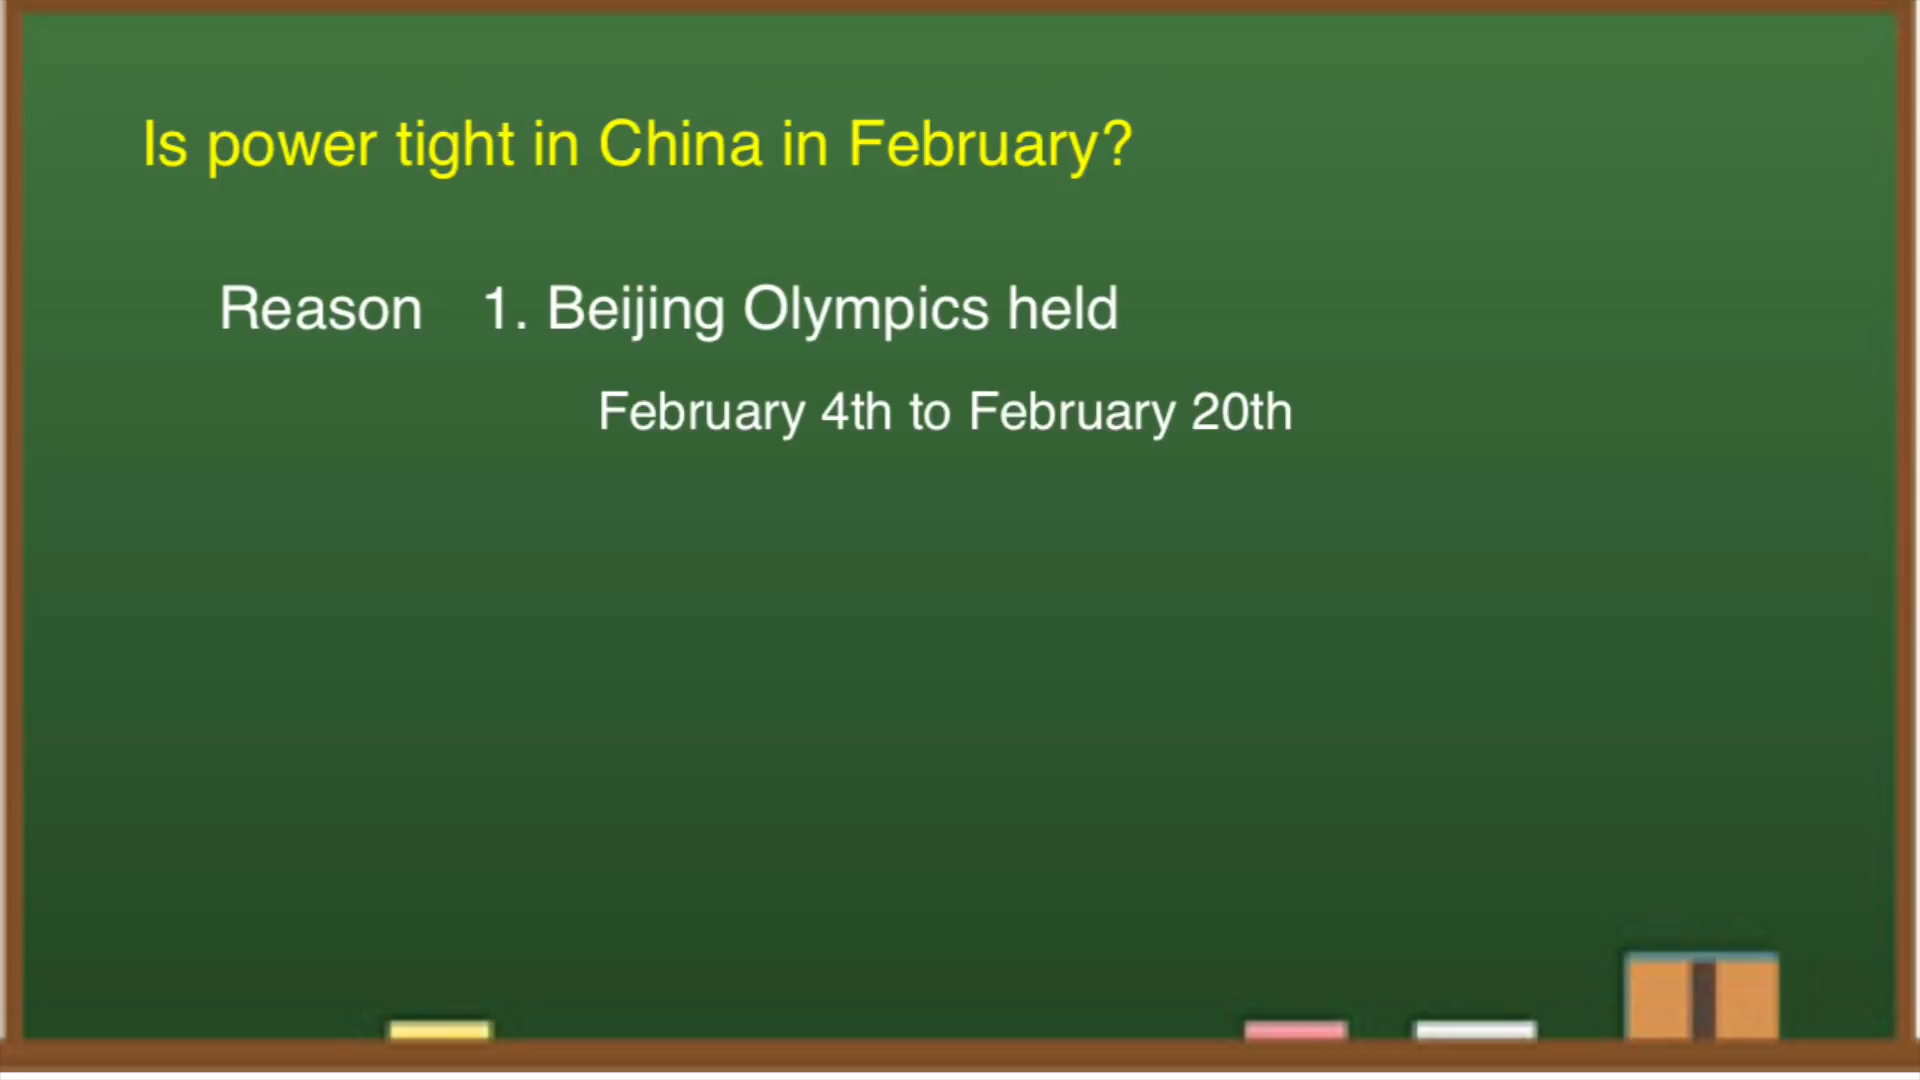 Is power tight in China in February?
Reason 1. Beijing Olympics held
February 4th to February 20th